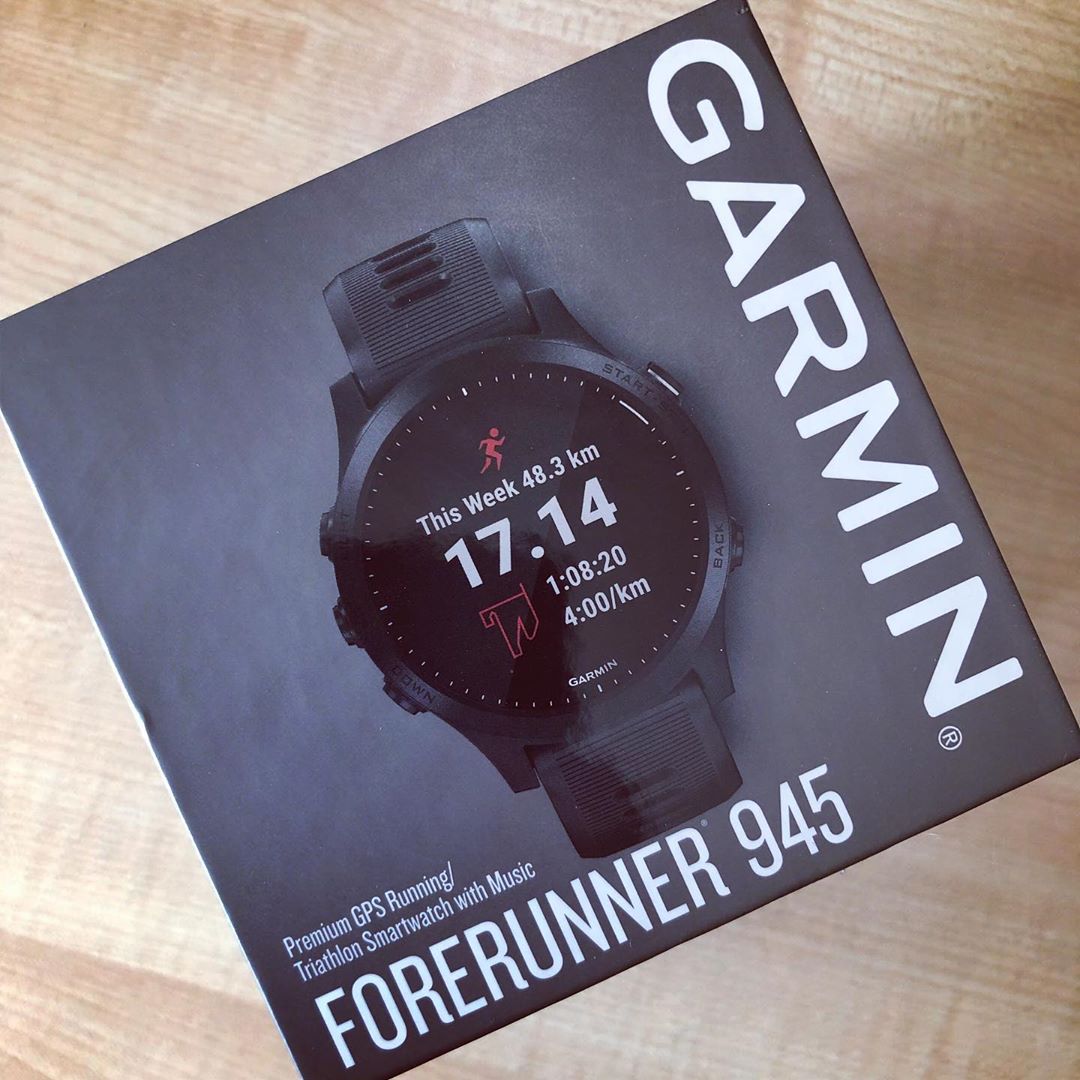 GARMIN®
START
This Week 48.3 km
17.14
1:08:20
4:00/km
GARMIN
BACK
DOWN
Premium GPS Running/
Triathlon Smartwatch with Music
FORERUNNER® 945